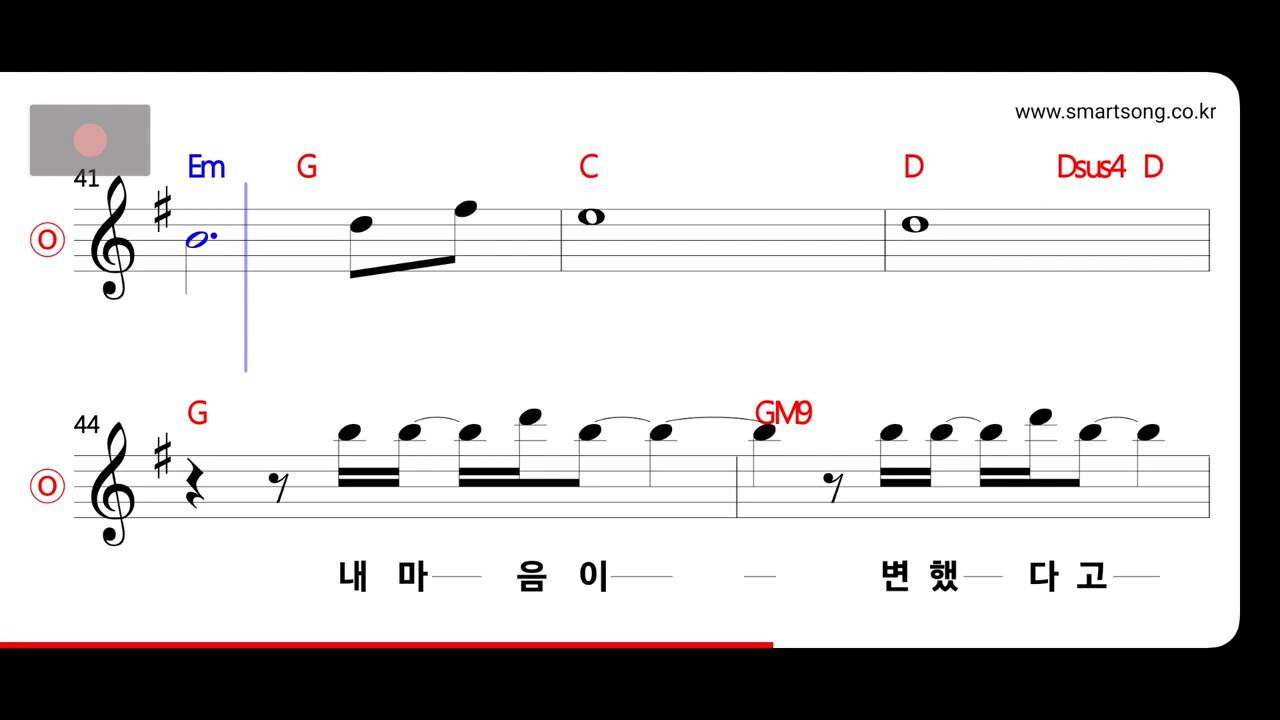 www.smartsong.co.kr
Em G C D Dsus4 D
41
O
G GM9
44
O
내 마 음 이 변 했 다 고